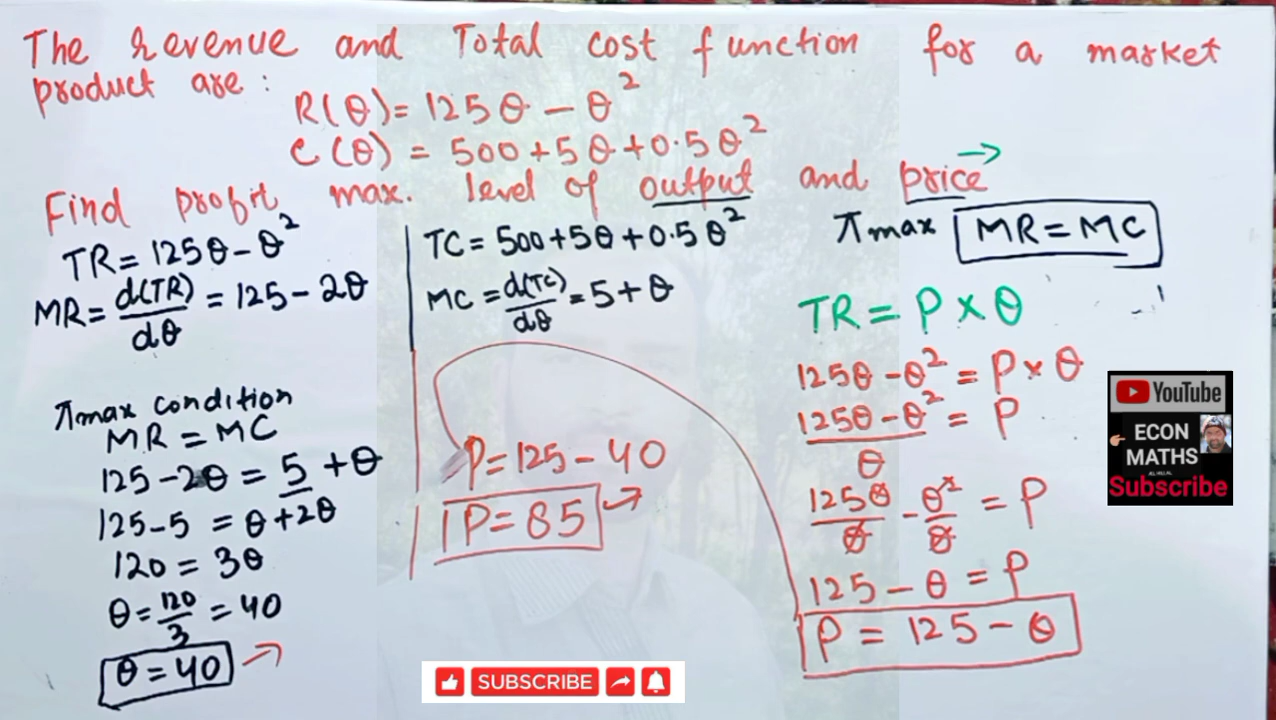 The revenue and Total cost function for a market
product are:
R(θ)= 125θ - θ²
C(θ) = 500+5θ+0.5θ²
Find profit max. level of output and price →
TR = 125θ - θ²
MR = d(TR)/dθ = 125 - 2θ
πmax condition
MR = MC
125-2θ = 5 + θ
125-5 = θ+2θ
120 = 3θ
θ = 120/3 = 40
θ = 40 →
TC = 500+5θ+0.5θ²
MC = d(TC)/dθ = 5+θ
P = 125 - 40
P = 85 →
πmax MR = MC
TR = P × θ
125θ - θ² = P × θ
125θ - θ² / θ = P
125θ/θ - θ²/θ = P
125 - θ = P
P = 125 - θ
YouTube
ECON
MATHS
Subscribe
SUBSCRIBE